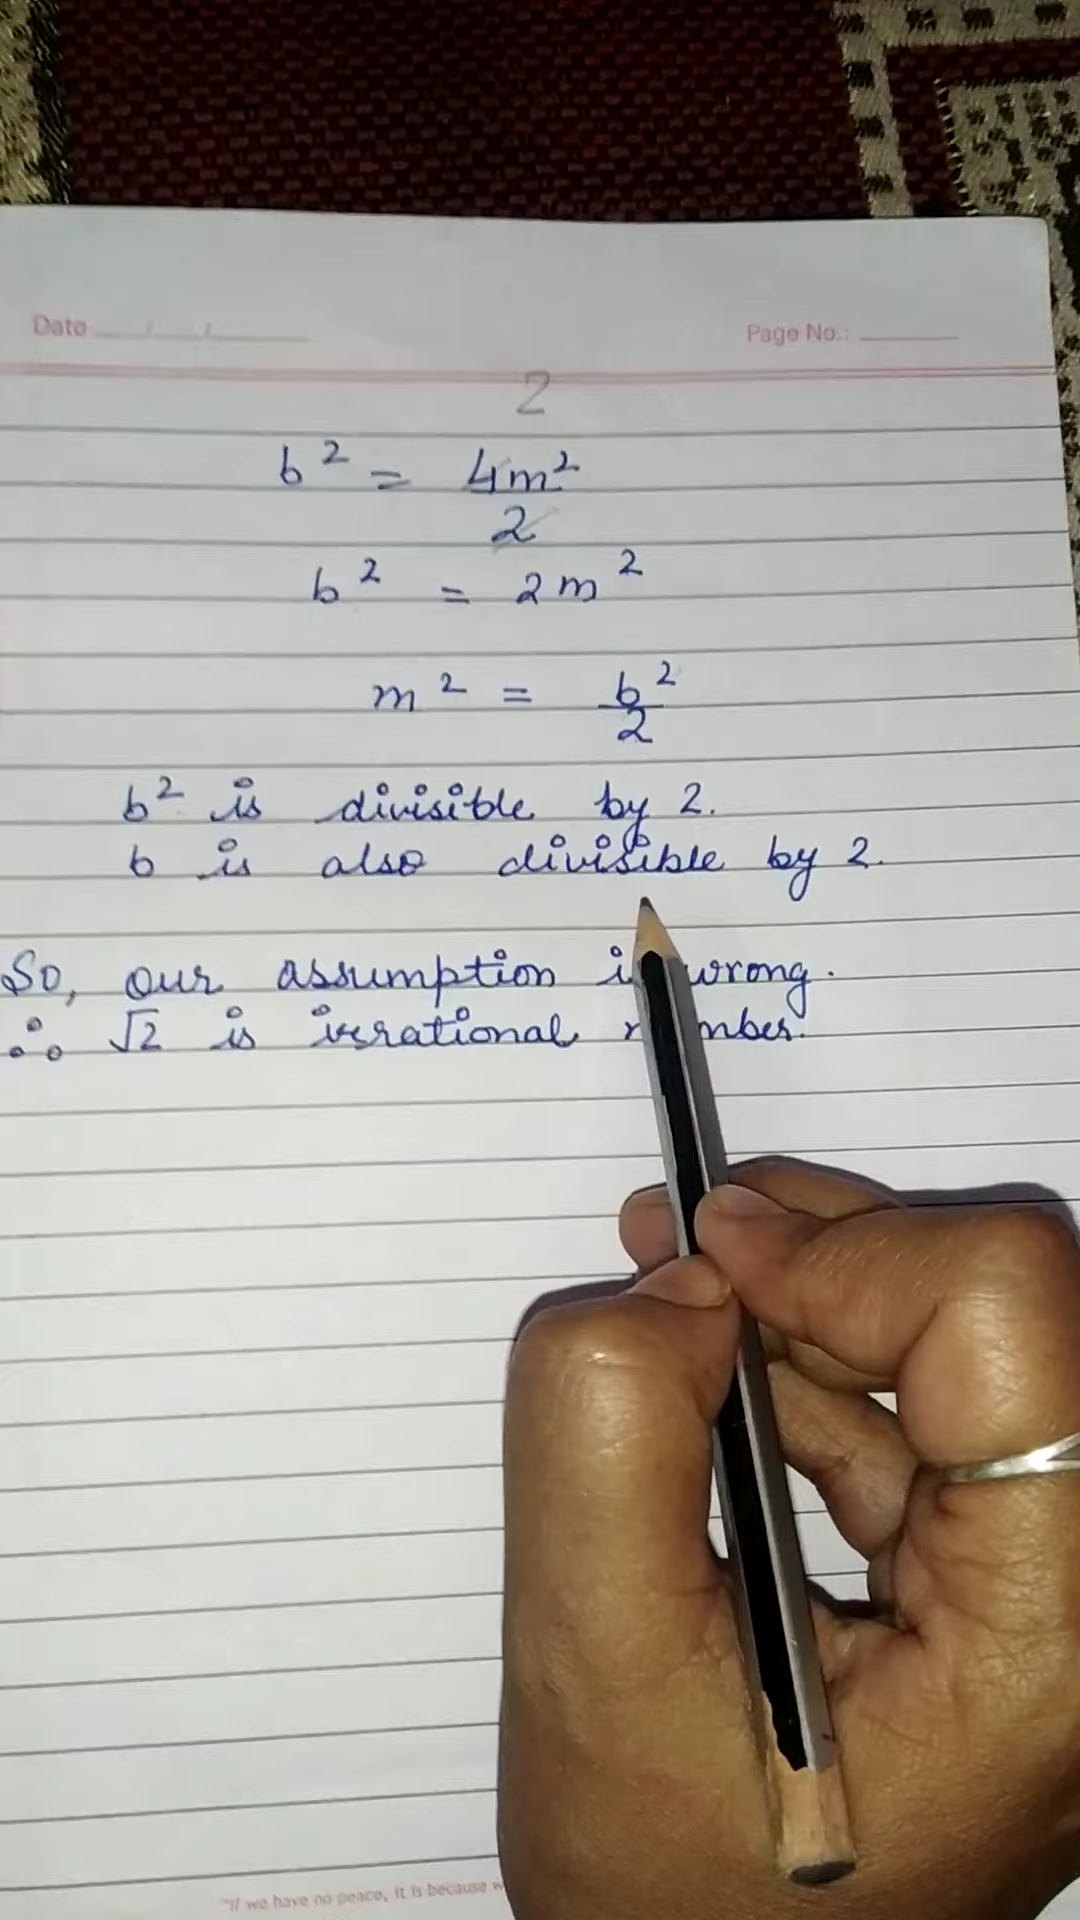 Date
Page No.:
2
b² = 4m²
2
b² = 2m²
m² = b²
2
b² is divisible by 2.
b is also divisible by 2.
So, our assumption wrong.
∴ √2 is irrational
"If we have no peace, it is because